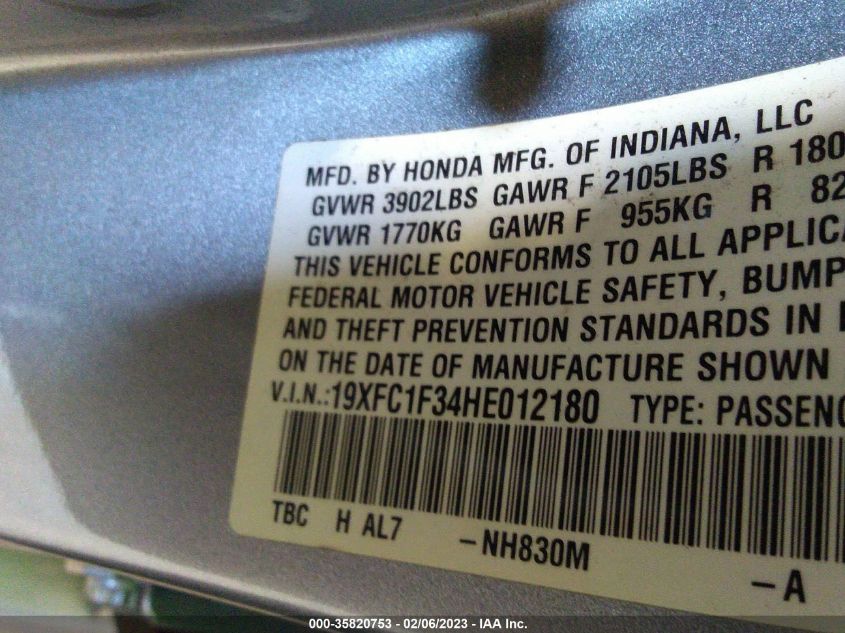 MFD. BY HONDA MFG. OF INDIANA, LLC
GVWR 3902LBS GAWR F 2105LBS R 180
GVWR 1770KG GAWR F 955KG R 82
THIS VEHICLE CONFORMS TO ALL APPLICA
FEDERAL MOTOR VEHICLE SAFETY, BUMP
AND THEFT PREVENTION STANDARDS IN
ON THE DATE OF MANUFACTURE SHOWN
V.I.N.:19XFC1F34HE012180 TYPE: PASSENG
TBC H AL7 -NH830M
-A
000-35820753 - 02/06/2023 - IAA Inc.